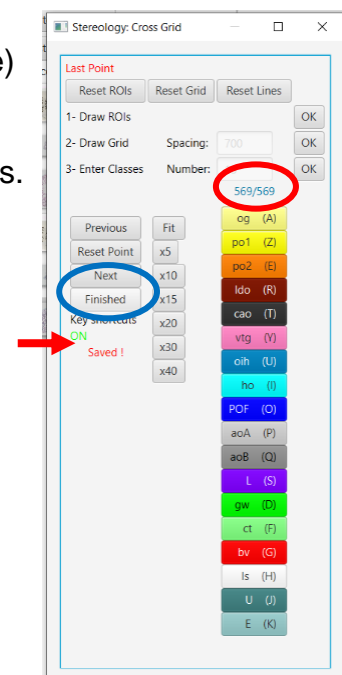 Stereology: Cross Grid
e)
Last Point
Reset ROIs Reset Grid Reset Lines
1- Draw ROIs OK
2- Draw Grid Spacing: 700 OK
s.
3- Enter Classes Number: OK
569/569
Previous Fit
Reset Point x5
Next x10
Finished x15
Key shortcuts x20
ON
Saved ! x30
x40
og (A)
po1 (Z)
po2 (E)
ldo (R)
cao (T)
vtg (Y)
oih (U)
ho (I)
POF (O)
aoA (P)
aoB (Q)
L (S)
gw (D)
ct (F)
bv (G)
ls (H)
U (J)
E (K)